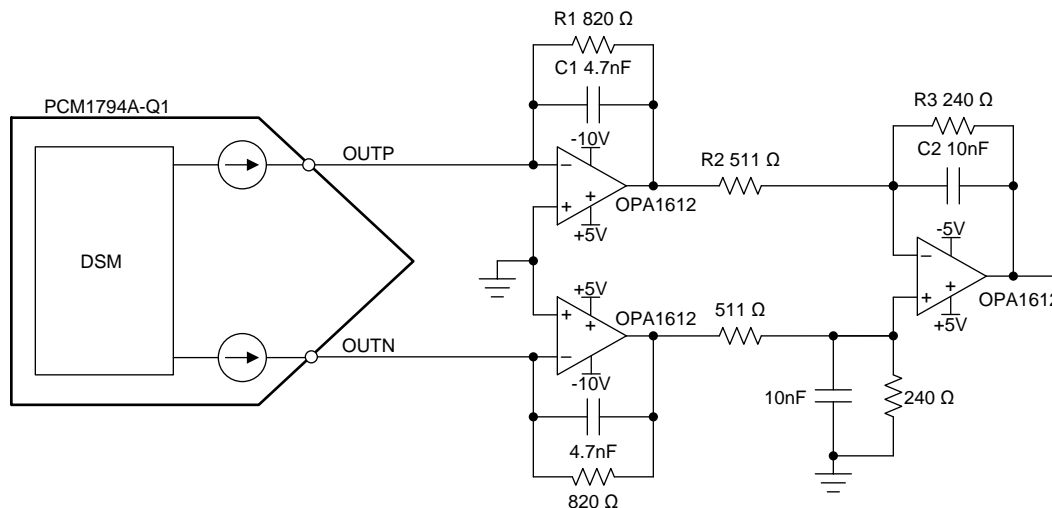 R1 820 Ω
C1 4.7nF
PCM1794A-Q1
R3 240 Ω
C2 10nF
-10V
OUTP
R2 511 Ω
−
+
+
OPA1612
+5V
-5V
DSM
−
+
+
OPA1612
+5V
+5V
OPA1612
511 Ω
+
+
−
OUTN
-10V
10nF
240 Ω
4.7nF
820 Ω